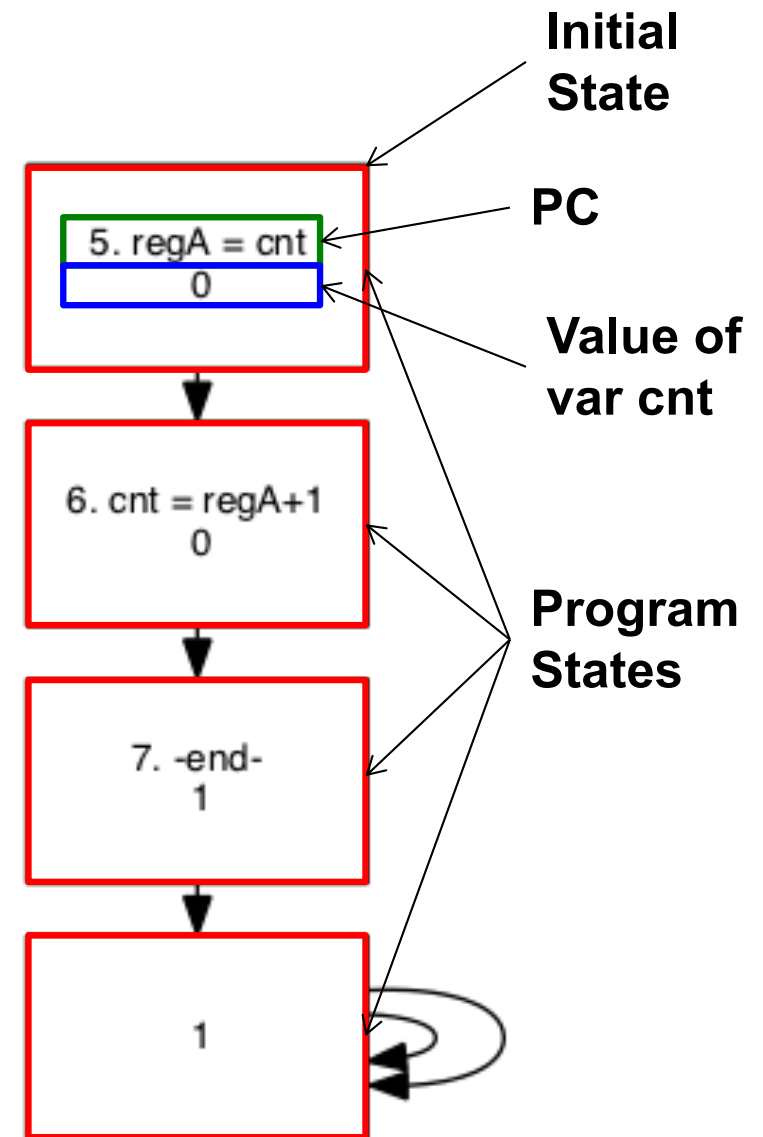 Initial
State
PC
5. regA = cnt
0
Value of
var cnt
6. cnt = regA+1
0
Program
States
7. -end-
1
1